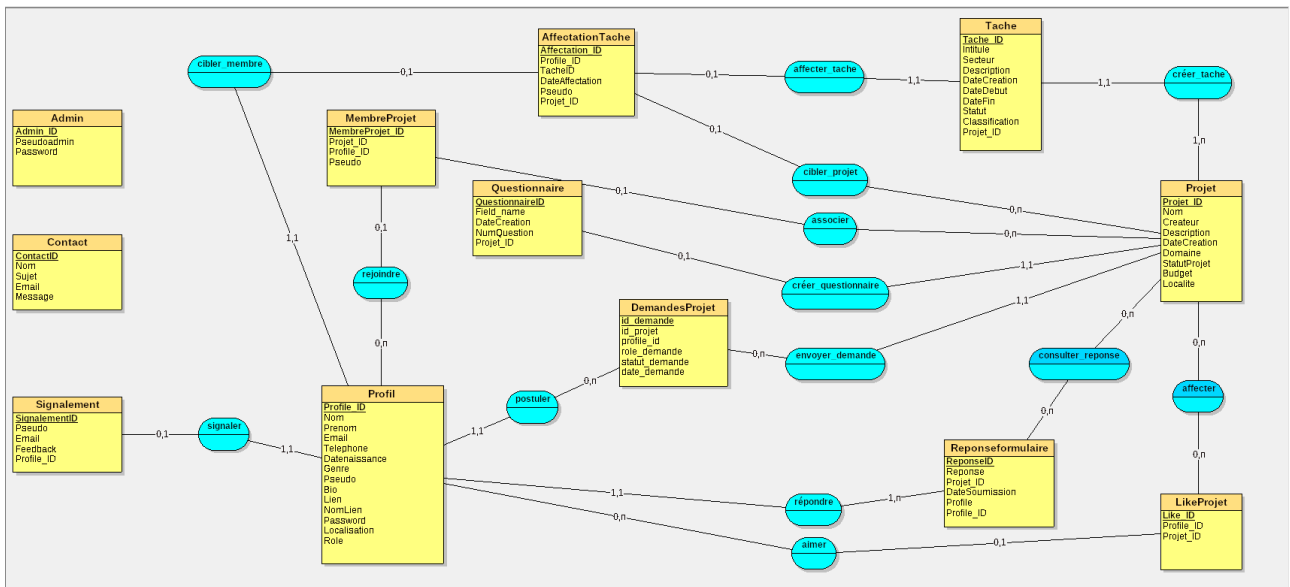 AffectationTache
Affectation_ID
Profile_ID
TacheID
DateAffectation
Pseudo
Projet_ID
Tache
Tache_ID
Intitule
Secteur
Description
DateCreation
DateDebut
DateFin
Statut
Classification
Projet_ID
cibler_membre
0,1
0,1
affecter_tache
1,1
1,1
créer_tache
Admin
Admin_ID
Pseudoadmin
Password
MembreProjet
MembreProjet_ID
Projet_ID
Profile_ID
Pseudo
0,1
1,n
cibler_projet
Questionnaire
QuestionnaireID
Field_name
DateCreation
NumQuestion
Projet_ID
0,1
0,n
associer
0,n
Projet
Projet_ID
Nom
Createur
Description
DateCreation
Domaine
StatutProjet
Budget
Localite
Contact
ContactID
Nom
Sujet
Email
Message
1,1
0,1
rejoindre
0,n
0,1
créer_questionnaire
1,1
DemandesProjet
id_demande
id_projet
profile_id
role_demande
statut_demande
date_demande
1,1
0,n
envoyer_demande
0,n
consulter_reponse
0,n
0,n
affecter
0,n
Signalement
SignalementID
Pseudo
Email
Feedback
Profile_ID
0,1
signaler
1,1
Profil
Profile_ID
Nom
Prenom
Email
Telephone
Datenaissance
Genre
Pseudo
Bio
Lien
NomLien
Password
Localisation
Role
1,1
postuler
0,n
Reponseformulaire
ReponseID
Reponse
Projet_ID
DateSoumission
Profile
Profile_ID
1,1
répondre
1,n
0,n
aimer
0,1
LikeProjet
Like_ID
Profile_ID
Projet_ID